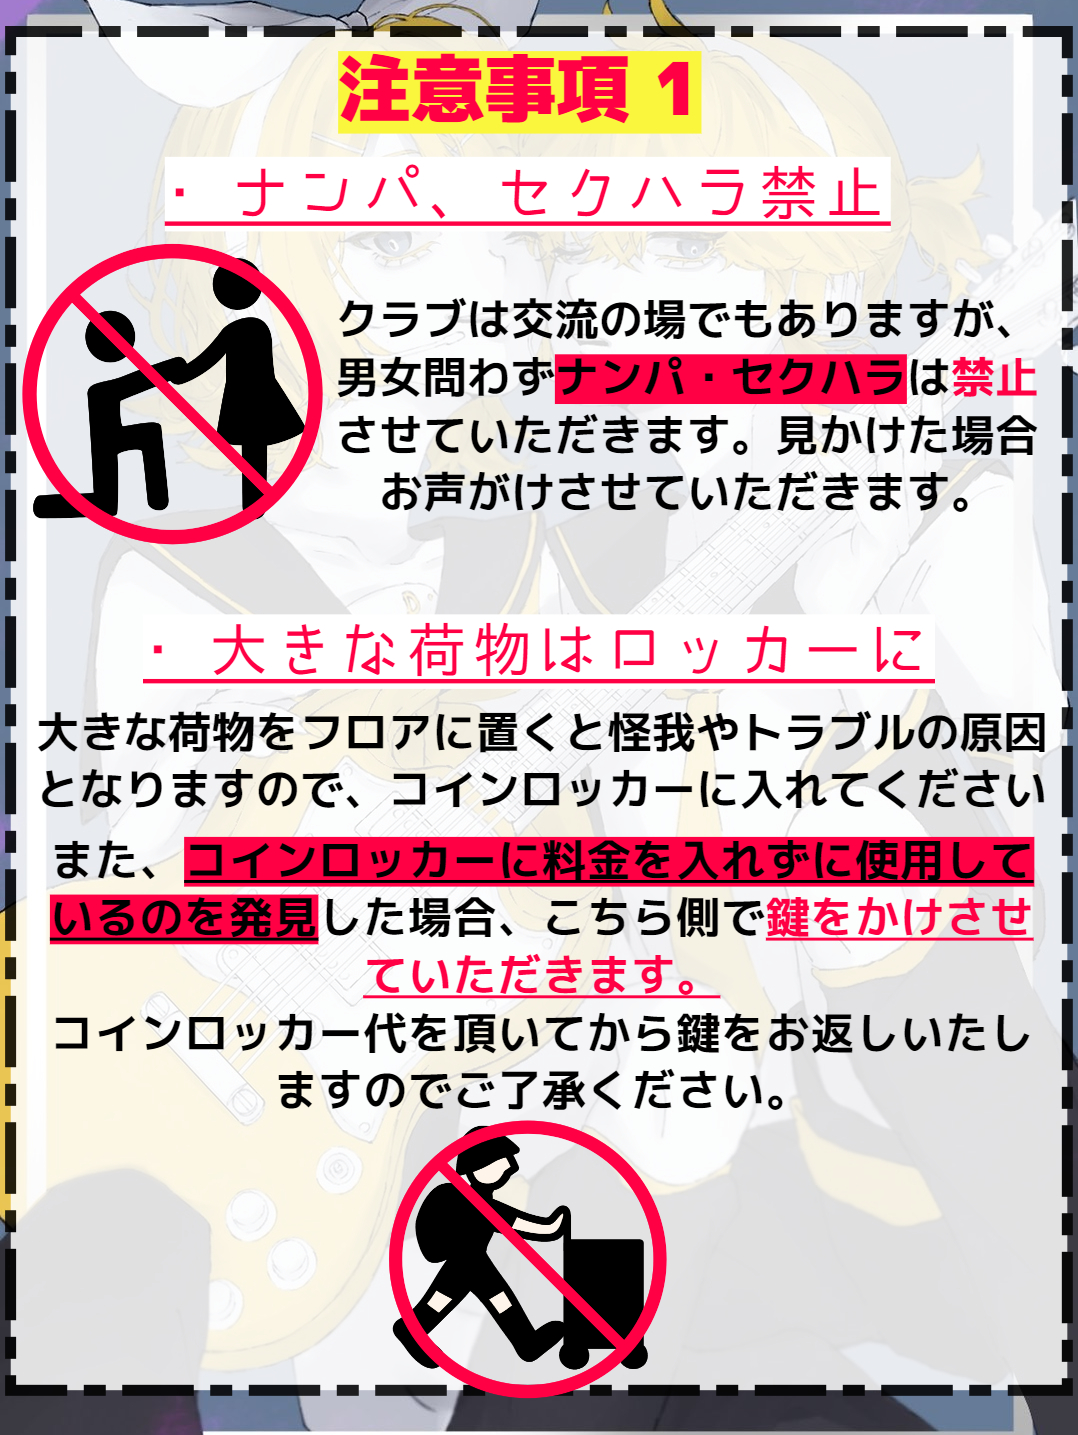 注意事項 1
・ナンパ、セクハラ禁止
クラブは交流の場でもありますが、
男女問わずナンパ・セクハラは禁止
させていただきます。見かけた場合
お声がけさせていただきます。
・大きな荷物はロッカーに
大きな荷物をフロアに置くと怪我やトラブルの原因
となりますので、コインロッカーに入れてください
また、コインロッカーに料金を入れずに使用して
いるのを発見した場合、こちら側で鍵をかけさせ
ていただきます。
コインロッカー代を頂いてから鍵をお返しいたし
ますのでご了承ください。